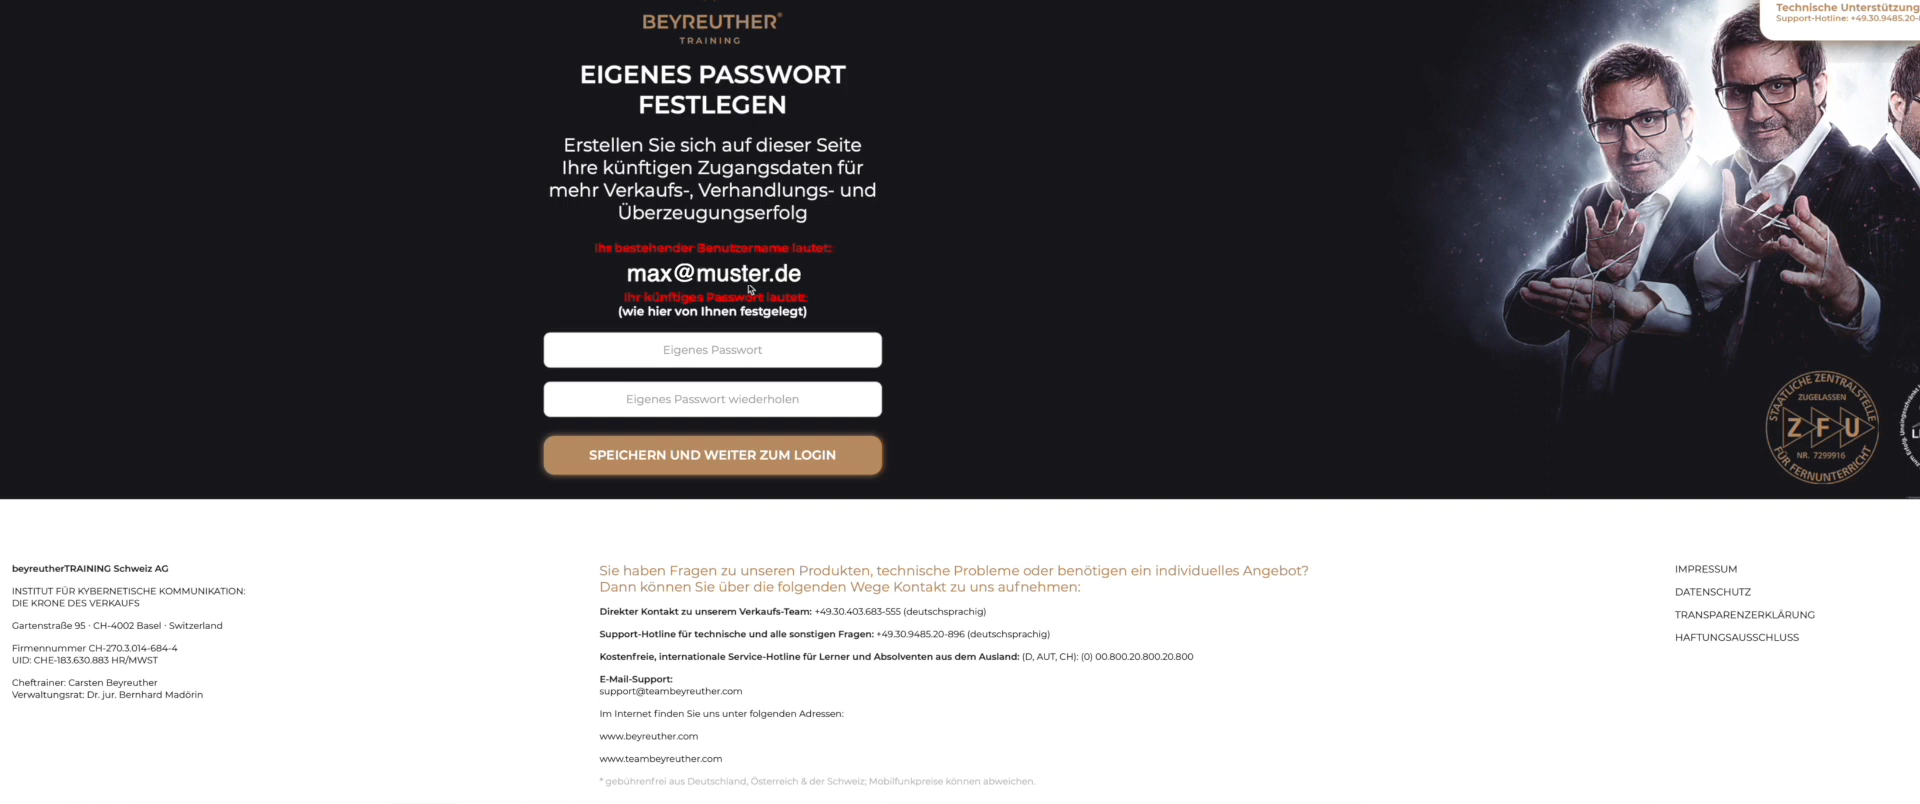 BEYREUTHER®
TRAINING
EIGENES PASSWORT
FESTLEGEN
Erstellen Sie sich auf dieser Seite
Ihre künftigen Zugangsdaten für
mehr Verkaufs-, Verhandlungs- und
Überzeugungserfolg
Ihr bestehender Benutzername lautet:
max@muster.de
Ihr künftiges Passwort lautet:
(wie hier von Ihnen festgelegt)
Eigenes Passwort
Eigenes Passwort wiederholen
SPEICHERN UND WEITER ZUM LOGIN
Technische Unterstützung
Support-Hotline: +49.30.9485.20-
STAATLICHE ZENTRALSTELLE
ZUGELASSEN
ZFU
NR. 7299916
FÜR FERNUNTERRICHT
beyreutherTRAINING Schweiz AG
INSTITUT FÜR KYBERNETISCHE KOMMUNIKATION:
DIE KRONE DES VERKAUFS
Gartenstraße 95 · CH-4002 Basel · Switzerland
Firmennummer CH-270.3.014-684-4
UID: CHE-183.630.883 HR/MWST
Cheftrainer: Carsten Beyreuther
Verwaltungsrat: Dr. jur. Bernhard Madörin
Sie haben Fragen zu unseren Produkten, technische Probleme oder benötigen ein individuelles Angebot?
Dann können Sie über die folgenden Wege Kontakt zu uns aufnehmen:
Direkter Kontakt zu unserem Verkaufs-Team: +49.30.403.683-555 (deutschsprachig)
Support-Hotline für technische und alle sonstigen Fragen: +49.30.9485.20-896 (deutschsprachig)
Kostenfreie, internationale Service-Hotline für Lerner und Absolventen aus dem Ausland: (D, AUT, CH): (0) 00.800.20.800.20.800
E-Mail-Support:
support@teambeyreuther.com
Im Internet finden Sie uns unter folgenden Adressen:
www.beyreuther.com
www.teambeyreuther.com
* gebührenfrei aus Deutschland, Österreich & der Schweiz; Mobilfunkpreise können abweichen.
IMPRESSUM
DATENSCHUTZ
TRANSPARENZERKLÄRUNG
HAFTUNGSAUSSCHLUSS